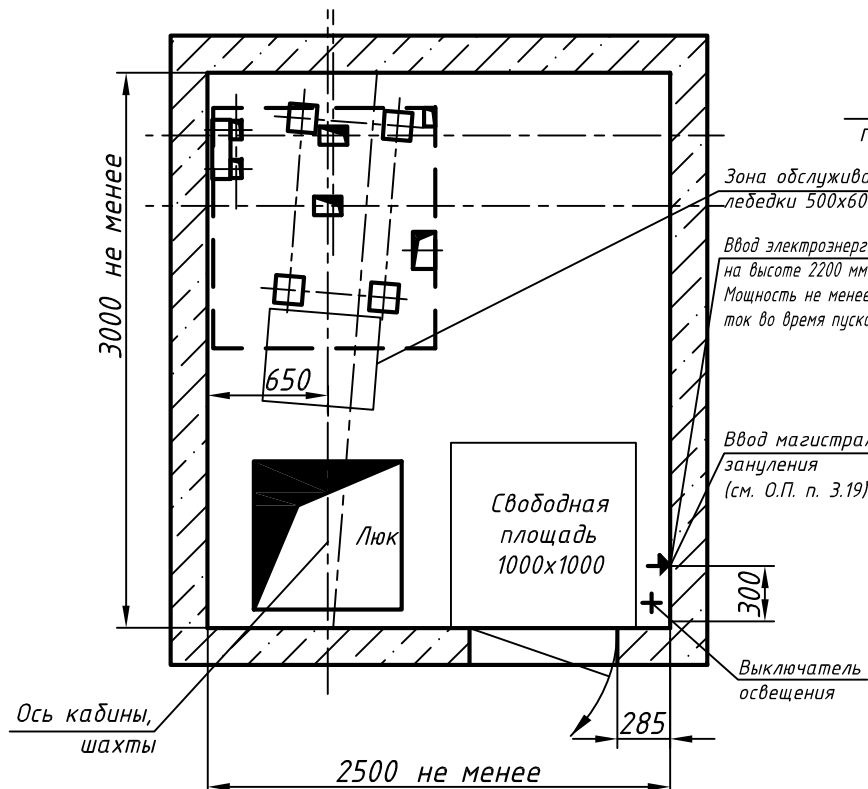 3000 не менее
Зона обслужива
лебедки 500х60
Ввод электроэнерг
на высоте 2200 мм
Мощность не менее
ток во время пуска
650
Ввод магистрал
зануления
(см. О.П. п. 3.19)
Люк
Свободная
площадь
1000х1000
300
Выключатель
освещения
Ось кабины,
шахты
285
2500 не менее